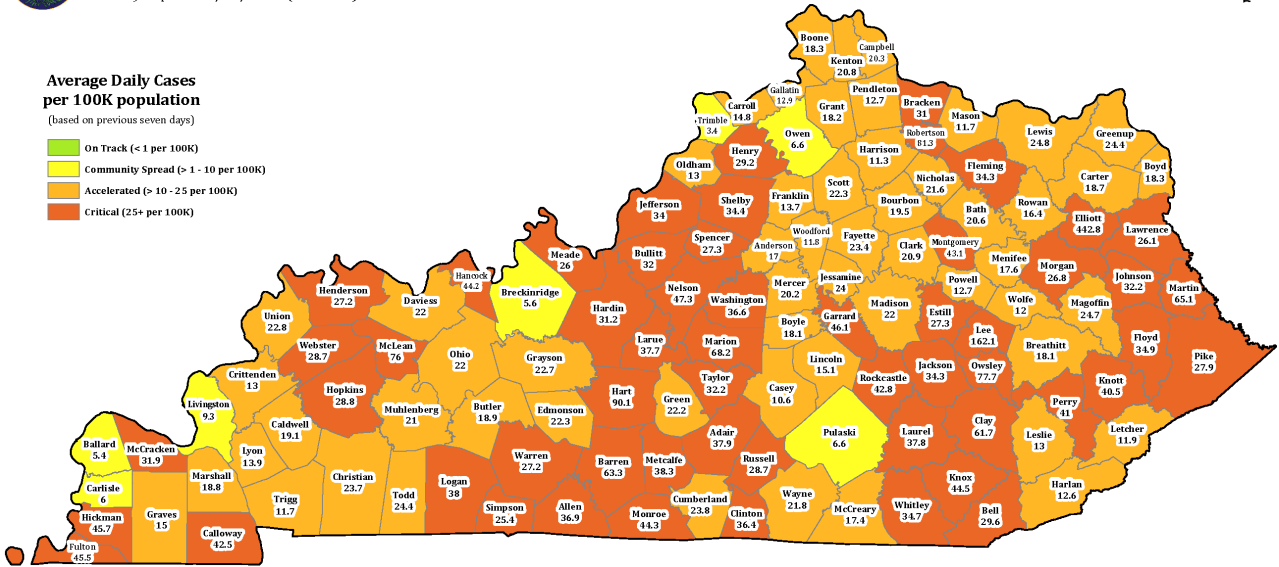 Average Daily Cases
per 100K population
(based on previous seven days)
On Track (< 1 per 100K)
Community Spread (> 1 - 10 per 100K)
Accelerated (> 10 - 25 per 100K)
Critical (25+ per 100K)
Boone
18.3
Kenton
20.8
Campbell
20.3
Gallatin
12.9
Carroll
14.8
Trimble
3.4
Grant
18.2
Pendleton
12.7
Bracken
31
Mason
11.7
Robertson
81.3
Lewis
24.8
Greenup
24.4
Boyd
18.3
Owen
6.6
Henry
29.2
Oldham
13
Harrison
11.3
Fleming
34.3
Carter
18.7
Nicholas
21.6
Scott
22.3
Franklin
13.7
Shelby
34.4
Jefferson
34
Bourbon
19.5
Bath
20.6
Rowan
16.4
Elliott
442.8
Lawrence
26.1
Spencer
27.3
Bullitt
32
Meade
26
Anderson
17
Woodford
11.8
Fayette
23.4
Clark
20.9
Montgomery
43.1
Menifee
17.6
Morgan
26.8
Johnson
32.2
Martin
65.1
Hancock
44.2
Breckinridge
5.6
Henderson
27.2
Daviess
22
Union
22.8
Hardin
31.2
Nelson
47.3
Washington
36.6
Mercer
20.2
Jessamine
24
Garrard
46.1
Madison
22
Powell
12.7
Estill
27.3
Wolfe
12
Magoffin
24.7
Lee
162.1
Breathitt
18.1
Floyd
34.9
Pike
27.9
Webster
28.7
McLean
76
Ohio
22
Grayson
22.7
Larue
37.7
Marion
68.2
Boyle
18.1
Lincoln
15.1
Rockcastle
42.8
Jackson
34.3
Owsley
77.7
Knott
40.5
Perry
41
Crittenden
13
Hopkins
28.8
Livingston
9.3
Muhlenberg
21
Butler
18.9
Edmonson
22.3
Hart
90.1
Green
22.2
Taylor
32.2
Casey
10.6
Pulaski
6.6
Laurel
37.8
Clay
61.7
Leslie
13
Letcher
11.9
Ballard
5.4
McCracken
31.9
Caldwell
19.1
Lyon
13.9
Marshall
18.8
Carlisle
6
Hickman
45.7
Fulton
45.5
Graves
15
Calloway
42.5
Trigg
11.7
Christian
23.7
Todd
24.4
Logan
38
Warren
27.2
Simpson
25.4
Allen
36.9
Barren
63.3
Metcalfe
38.3
Adair
37.9
Russell
28.7
Monroe
44.3
Cumberland
23.8
Clinton
36.4
Wayne
21.8
McCreary
17.4
Whitley
34.7
Knox
44.5
Bell
29.6
Harlan
12.6